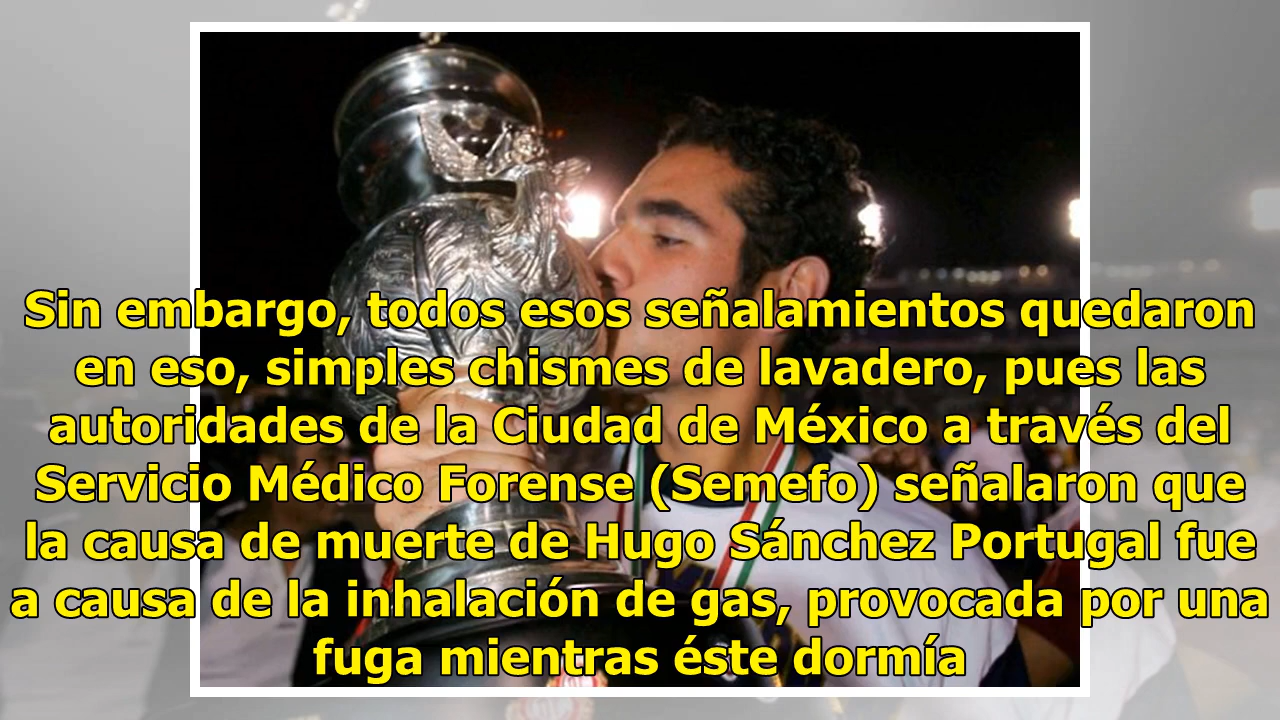 Sin embargo, todos esos señalamientos quedaron
en eso, simples chismes de lavadero, pues las
autoridades de la Ciudad de México a través del
Servicio Médico Forense (Semefo) señalaron que
la causa de muerte de Hugo Sánchez Portugal fue
a causa de la inhalación de gas, provocada por una
fuga mientras éste dormía